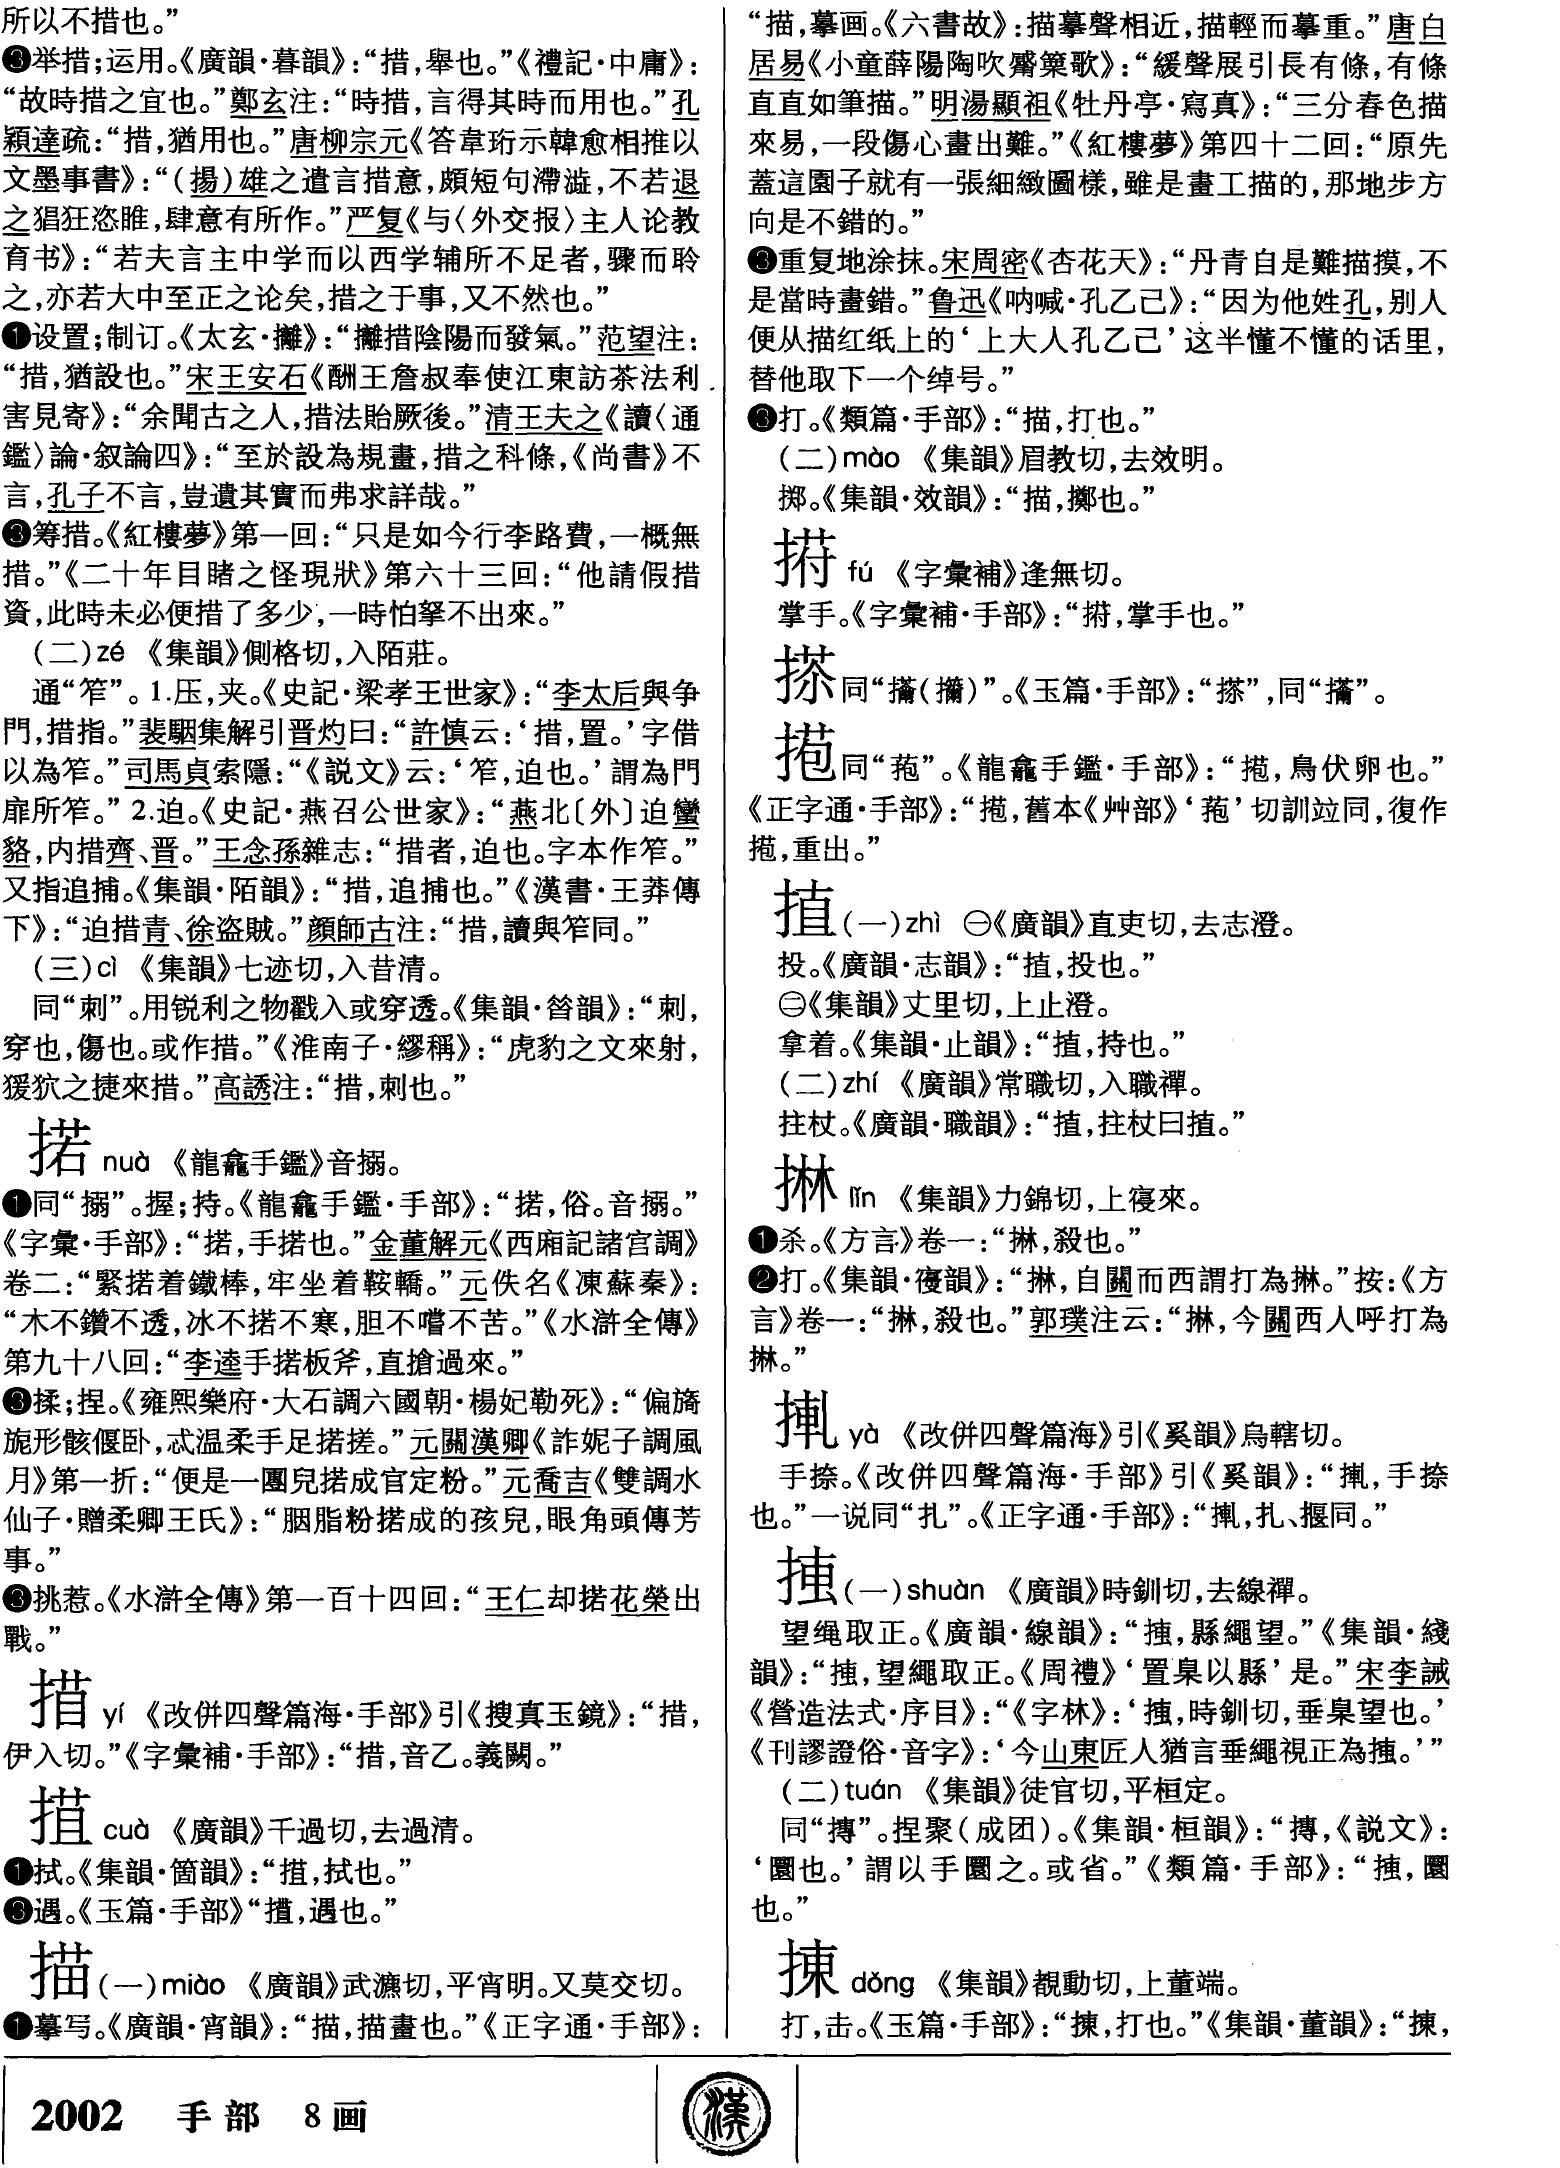 所以不措也。”
❸举措；运用。《廣韻·暮韻》：“措，舉也。”《禮記·中庸》：
“故時措之宜也。”鄭玄注：“時措，言得其時而用也。”孔
穎達疏：“措，猶用也。”唐柳宗元《答韋珩示韓愈相推以
文墨事書》：“（揚）雄之遣言措意，頗短句滯澁，不若退
之猖狂恣睢，肆意有所作。”严复《与〈外交报〉主人论教
育书》：“若夫言主中学而以西学辅所不足者，骤而聆
之，亦若大中至正之论矣，措之于事，又不然也。”
❶设置；制订。《太玄·攡》：“攡措陰陽而發氣。”范望注：
“措，猶設也。”宋王安石《酬王詹叔奉使江東訪茶法利
害見寄》：“余聞古之人，措法貽厥後。”清王夫之《讀〈通
鑑〉論·叙論四》：“至於設為規畫，措之科條，《尚書》不
言，孔子不言，豈遺其實而弗求詳哉。”
❸筹措。《紅樓夢》第一回：“只是如今行李路費，一概無
措。”《二十年目睹之怪現狀》第六十三回：“他請假措
資，此時未必便措了多少，一時怕拏不出來。”
（二）zé 《集韻》側格切，入陌莊。
通“笮”。1.压，夹。《史記·梁孝王世家》：“李太后與争
門，措指。”裴駰集解引晋灼曰：“許慎云：‘措，置。’字借
以為笮。”司馬貞索隱：“《説文》云：‘笮，迫也。’謂為門
扉所笮。”2.迫。《史記·燕召公世家》：“燕北〔外〕迫蠻
貉，内措齊、晋。”王念孫雜志：“措者，迫也。字本作笮。”
又指追捕。《集韻·陌韻》：“措，追捕也。”《漢書·王莽傳
下》：“迫措青、徐盗賊。”顔師古注：“措，讀與笮同。”
（三）cì 《集韻》七迹切，入昔清。
同“刺”。用锐利之物戳入或穿透。《集韻·㫺韻》：“刺，
穿也，傷也。或作措。”《淮南子·繆稱》：“虎豹之文來射，
猨狖之捷來措。”高誘注：“措，刺也。”
掿 nuò 《龍龕手鑑》音搦。
❶同“搦”。握；持。《龍龕手鑑·手部》：“掿，俗。音搦。”
《字彙·手部》：“掿，手掿也。”金董解元《西廂記諸宫調》
卷二：“緊掿着鐵棒，牢坐着鞍轎。”元佚名《凍蘇秦》：
“木不鑽不透，冰不掿不寒，胆不嚐不苦。”《水滸全傳》
第九十八回：“李逵手掿板斧，直搶過來。”
❸揉；捏。《雍熙樂府·大石調六國朝·楊妃勒死》：“偏旖
旎形骸偃卧，忒温柔手足掿搓。”元關漢卿《詐妮子調風
月》第一折：“便是一團兒掿成官定粉。”元喬吉《雙調水
仙子·贈柔卿王氏》：“胭脂粉掿成的孩兒，眼角頭傳芳
事。”
❸挑惹。《水滸全傳》第一百十四回：“王仁却掿花榮出
戰。”
yí 《改併四聲篇海·手部》引《搜真玉鏡》：“
伊入切。”《字彙補·手部》：“音乙。義闕。”
cuò 《廣韻》千過切，去過清。
❶拭。《集韻·箇韻》：“拭也。”
❸遇。《玉篇·手部》“遇也。”
描（一）miáo 《廣韻》武瀌切，平宵明。又莫交切。
❶摹写。《廣韻·宵韻》：“描，描畫也。”《正字通·手部》：
“描，摹画。《六書故》：描摹聲相近，描輕而摹重。”唐白
居易《小童薛陽陶吹觱篥歌》：“緩聲展引長有條，有條
直直如筆描。”明湯顯祖《牡丹亭·寫真》：“三分春色描
來易，一段傷心畫出難。”《紅樓夢》第四十二回：“原先
蓋這園子就有一張細緻圖樣，雖是畫工描的，那地步方
向是不錯的。”
❸重复地涂抹。宋周密《杏花天》：“丹青自是難描摸，不
是當時畫錯。”鲁迅《呐喊·孔乙己》：“因为他姓孔，别人
便从描红纸上的‘上大人孔乙己’这半懂不懂的话里，
替他取下一个绰号。”
❸打。《類篇·手部》：“描，打也。”
（二）mào 《集韻》眉教切，去效明。
掷。《集韻·效韻》：“描，擲也。”
fú 《字彙補》逢無切。
掌手。《字彙補·手部》：“掌手也。”
同“（擟）”。《玉篇·手部》：
同“菢”。《龍龕手鑑·手部》：“鳥伏卵也。”
《正字通·手部》：“舊本《艸部》‘菢’切訓竝同，復作
重出。”
㨁（一）zhì ㊀《廣韻》直吏切，去志澄。
投。《廣韻·志韻》：“㨁，投也。”
㊁《集韻》丈里切，上止澄。
拿着。《集韻·止韻》：“㨁，持也。”
（二）zhí 《廣韻》常職切，入職禪。
拄杖。《廣韻·職韻》：“㨁，拄杖曰㨁。”
㨆 lǐn 《集韻》力錦切，上寑來。
❶杀。《方言》卷一：“㨆，殺也。”
❷打。《集韻·寑韻》：“㨆，自關而西謂打為㨆。”按：《方
言》卷一：“㨆，殺也。”郭璞注云：“㨆，今關西人呼打為
㨆。”
yà 《改併四聲篇海》引《奚韻》烏轄切。
手捺。《改併四聲篇海·手部》引《奚韻》：“手捺
也。”一说同“扎”。《正字通·手部》：“扎、揠同。”
（一）shuàn 《廣韻》時釧切，去線禪。
望绳取正。《廣韻·線韻》：“縣繩望。”《集韻·綫
韻》：“望繩取正。《周禮》‘置臬以縣’是。”宋李誡
《營造法式·序目》：“《字林》：‘時釧切，垂臬望也。’
《刊謬證俗·音字》：‘今山東匠人猶言垂繩視正為’”
（二）tuán 《集韻》徒官切，平桓定。
同“摶”。捏聚（成团）。《集韻·桓韻》：“摶，《説文》：
‘圜也。’謂以手圜之。或省。”《類篇·手部》：“圜
也。”
揀 dǒng 《集韻》覩動切，上董端。
打，击。《玉篇·手部》：“打也。”《集韻·董韻》：
2002 手部 8画
漢